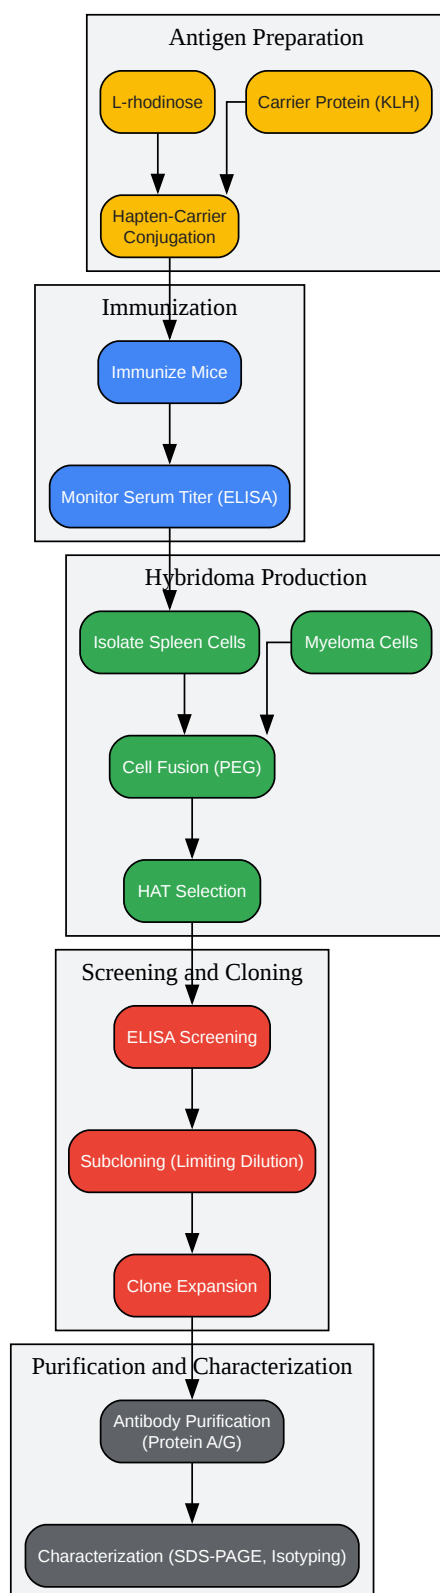 Antigen Preparation
L-rhodinose
Carrier Protein (KLH)
Hapten-Carrier
Conjugation
Immunization
Immunize Mice
Monitor Serum Titer (ELISA)
Hybridoma Production
Isolate Spleen Cells
Myeloma Cells
Cell Fusion (PEG)
HAT Selection
Screening and Cloning
ELISA Screening
Subcloning (Limiting Dilution)
Clone Expansion
Purification and Characterization
Antibody Purification
(Protein A/G)
Characterization (SDS-PAGE, Isotyping)